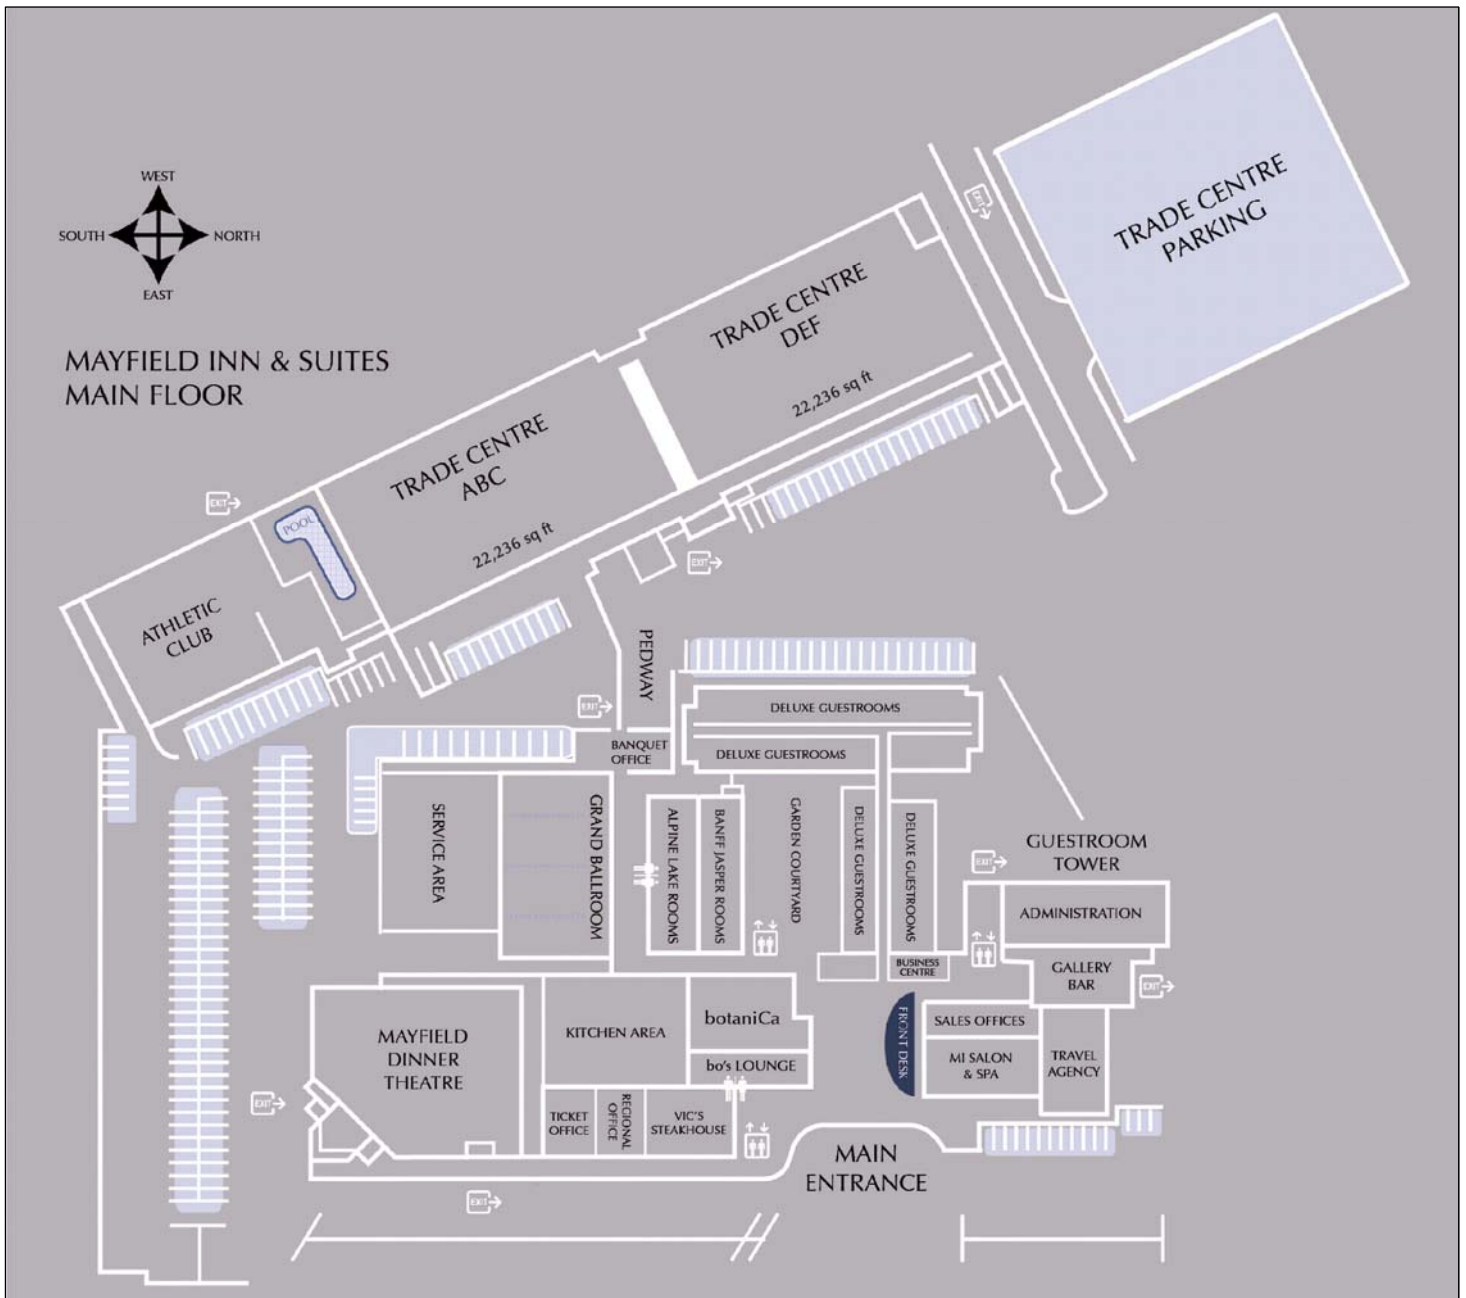 WEST
SOUTH
NORTH
EAST
MAYFIELD INN & SUITES
MAIN FLOOR
TRADE CENTRE
PARKING
EXIT
TRADE CENTRE
DEF
22,236 sq ft
TRADE CENTRE
ABC
22,236 sq ft
EXIT
POOL
EXIT
ATHLETIC
CLUB
PEDWAY
EXIT
DELUXE GUESTROOMS
BANQUET
OFFICE
DELUXE GUESTROOMS
SERVICE AREA
GRAND BALLROOM
ALPINE LAKE ROOMS
BANFF JASPER ROOMS
GARDEN COURTYARD
DELUXE GUESTROOMS
DELUXE GUESTROOMS
GUESTROOM
TOWER
EXIT
ADMINISTRATION
BUSINESS
CENTRE
GALLERY
BAR
EXIT
MAYFIELD
DINNER
THEATRE
KITCHEN AREA
botaniCa
bo's LOUNGE
FRONT DESK
SALES OFFICES
MI SALON
& SPA
TRAVEL
AGENCY
EXIT
TICKET
OFFICE
REGIONAL
OFFICE
VIC'S
STEAKHOUSE
MAIN
ENTRANCE
EXIT